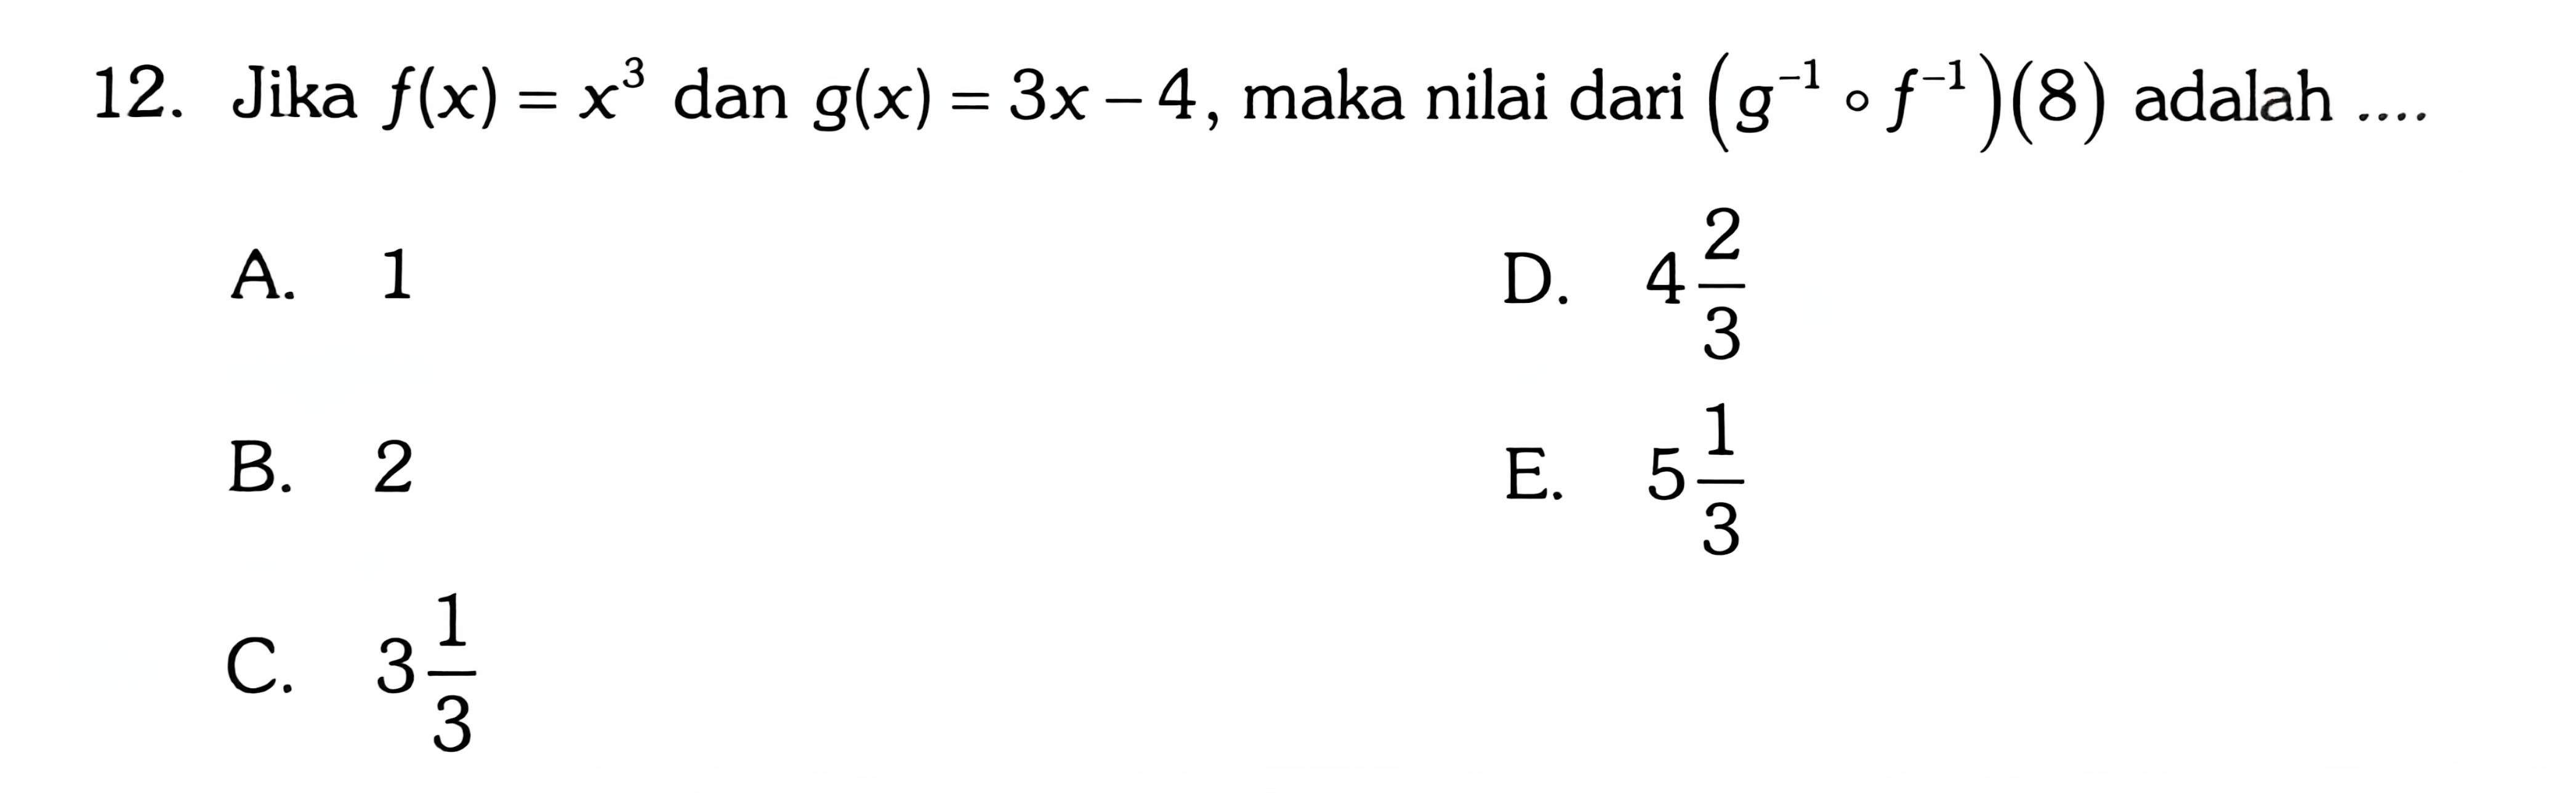 12. Jika f(x) = x³ dan g(x) = 3x – 4, maka nilai dari (g⁻¹ ∘ f⁻¹)(8) adalah ....
A. 1
D. 4 2/3
B. 2
E. 5 1/3
C. 3 1/3